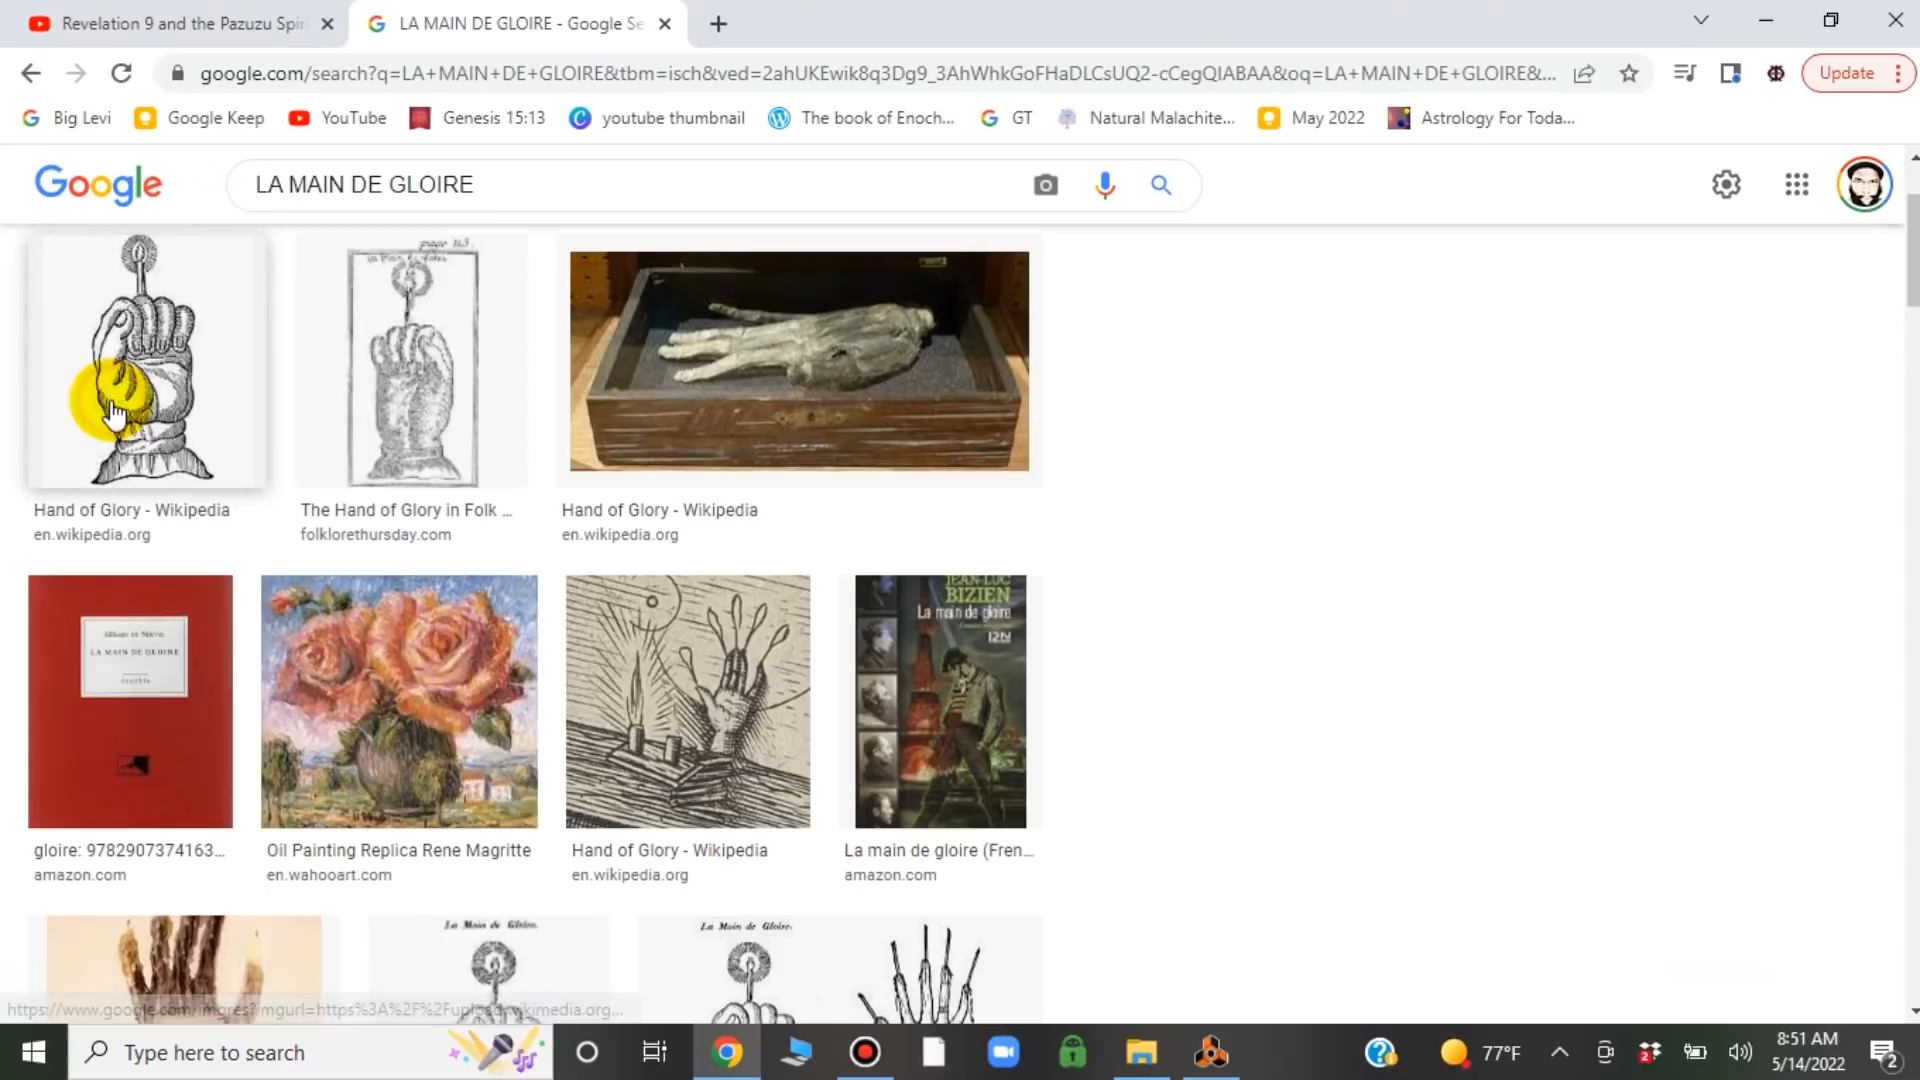 Revelation 9 and the Pazuzu Spir
LA MAIN DE GLOIRE - Google Se
google.com/search?q=LA+MAIN+DE+GLOIRE&tbm=isch&ved=2ahUKEwik8q3Dg9_3AhWhkGoFHaDLCsUQ2-cCegQIABAA&oq=LA+MAIN+DE+GLOIRE&...
Update
Big Levi
Google Keep
YouTube
Genesis 15:13
youtube thumbnail
The book of Enoch...
GT
Natural Malachite...
May 2022
Astrology For Toda...
Google
LA MAIN DE GLOIRE
page 113.
Hand of Glory - Wikipedia
en.wikipedia.org
The Hand of Glory in Folk ...
folklorethursday.com
Hand of Glory - Wikipedia
en.wikipedia.org
LA MAIN DE GLOIRE
JEAN-LUC
BIZIEN
La main de gloire
gloire: 9782907374163...
amazon.com
Oil Painting Replica Rene Magritte
en.wahooart.com
Hand of Glory - Wikipedia
en.wikipedia.org
La main de gloire (Fren...
amazon.com
La Main de Gloire.
La Main de Gloire.
Type here to search
77°F
2
8:51 AM
5/14/2022
2